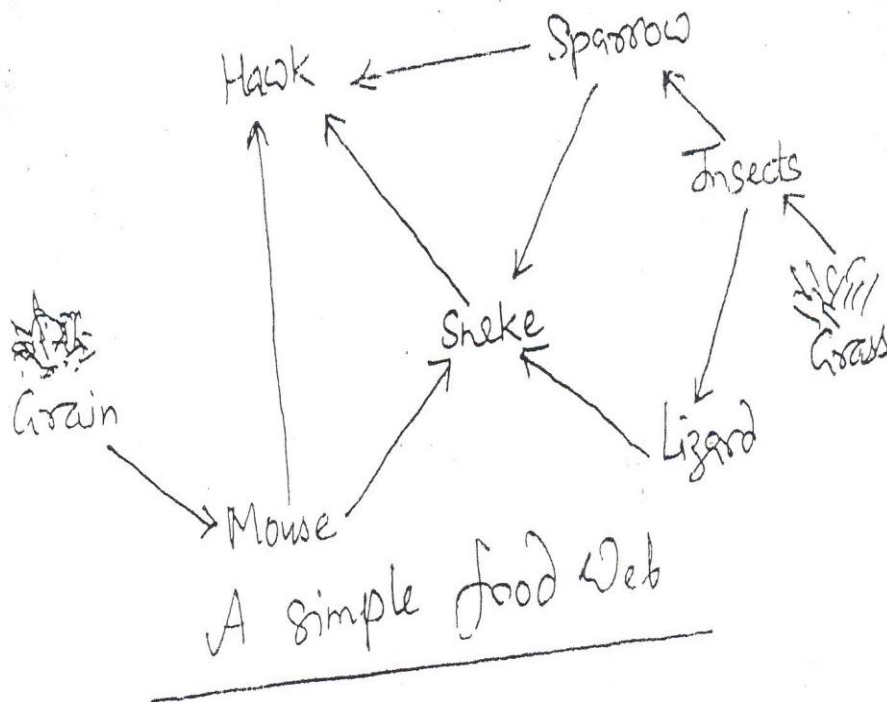 Hawk
Sparrow
Insects
Grass
Sneke
Lizard
Grain
Mouse
A simple food Web